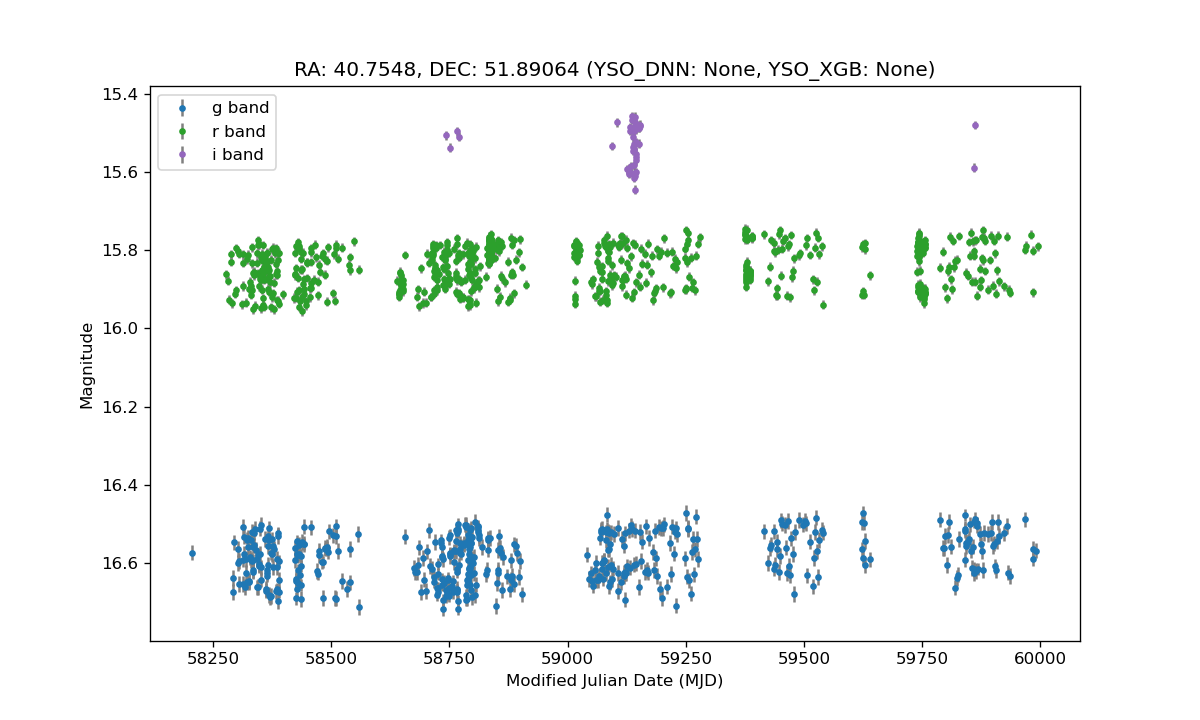 RA: 40.7548, DEC: 51.89064 (YSO_DNN: None, YSO_XGB: None)
g band
r band
i band
15.4
15.6
15.8
16.0
16.2
16.4
16.6
Magnitude
58250 58500 58750 59000 59250 59500 59750 60000
Modified Julian Date (MJD)